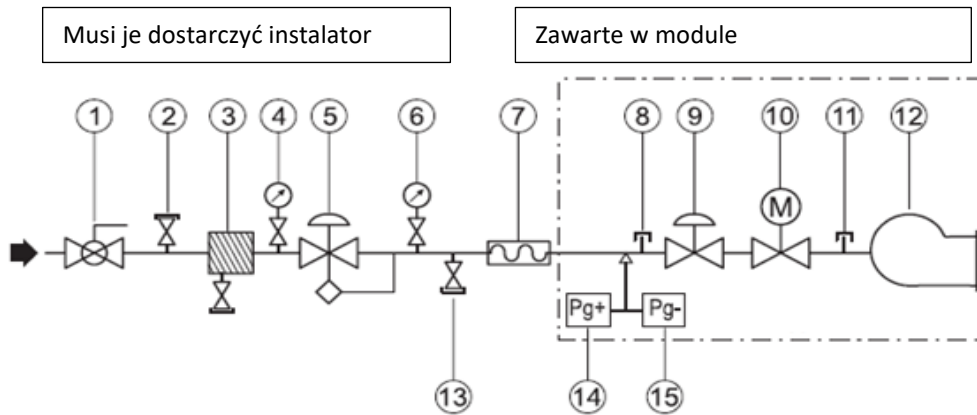 Musi je dostarczyć instalator
Zawarte w module
1 2 3 4 5 6 7 8 9 10 11 12
M
Pg+ Pg-
13 14 15